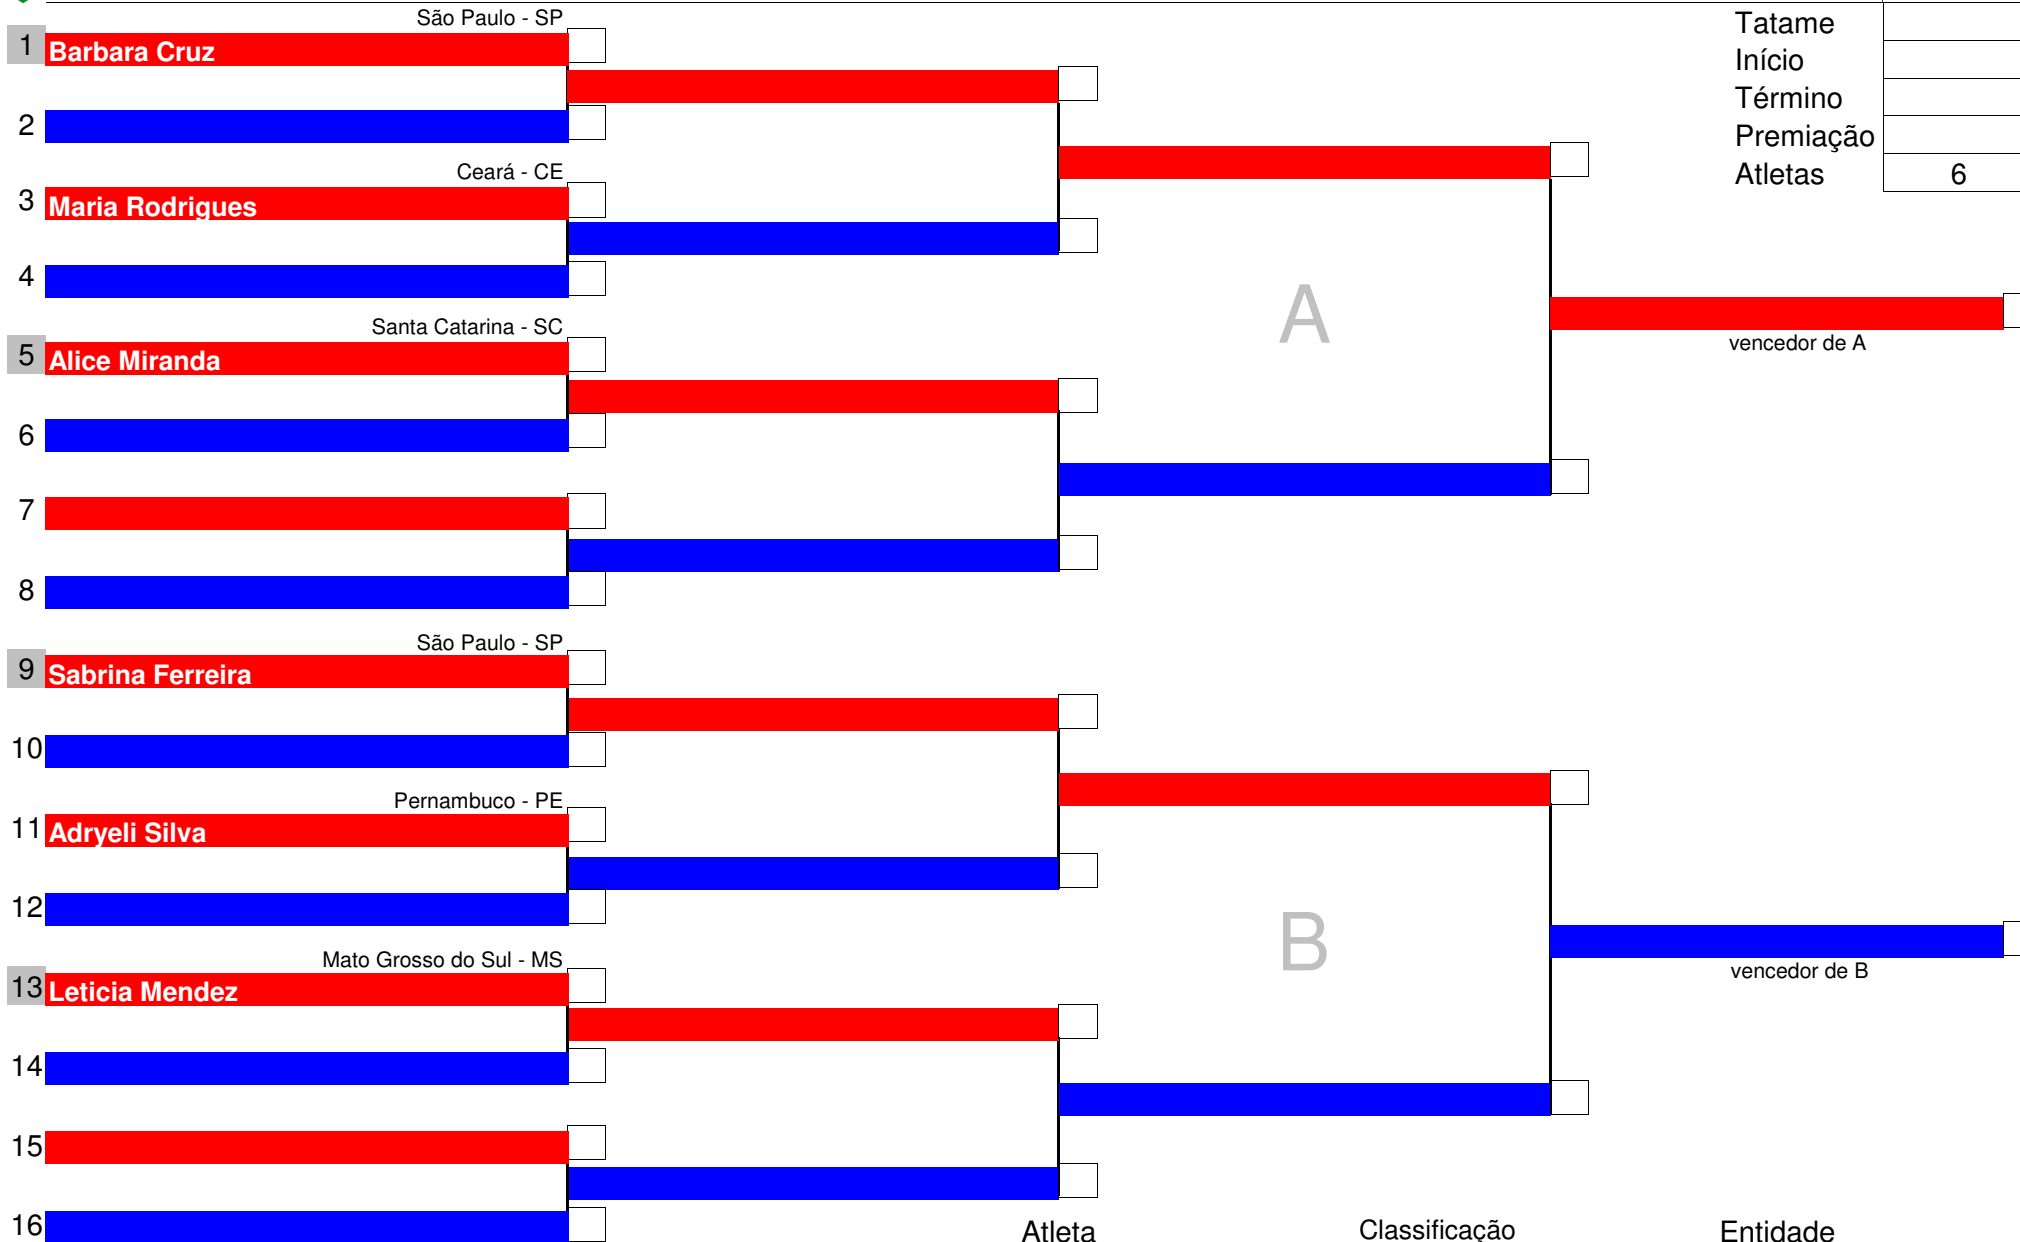 São Paulo - SP
1 Barbara Cruz
2
Ceará - CE
3 Maria Rodrigues
4
Santa Catarina - SC
5 Alice Miranda
6
7
8
São Paulo - SP
9 Sabrina Ferreira
10
Pernambuco - PE
11 Adryeli Silva
12
Mato Grosso do Sul - MS
13 Leticia Mendez
14
15
16
A
B
Tatame
Início
Término
Premiação
Atletas 6
vencedor de A
vencedor de B
Atleta Classificação Entidade